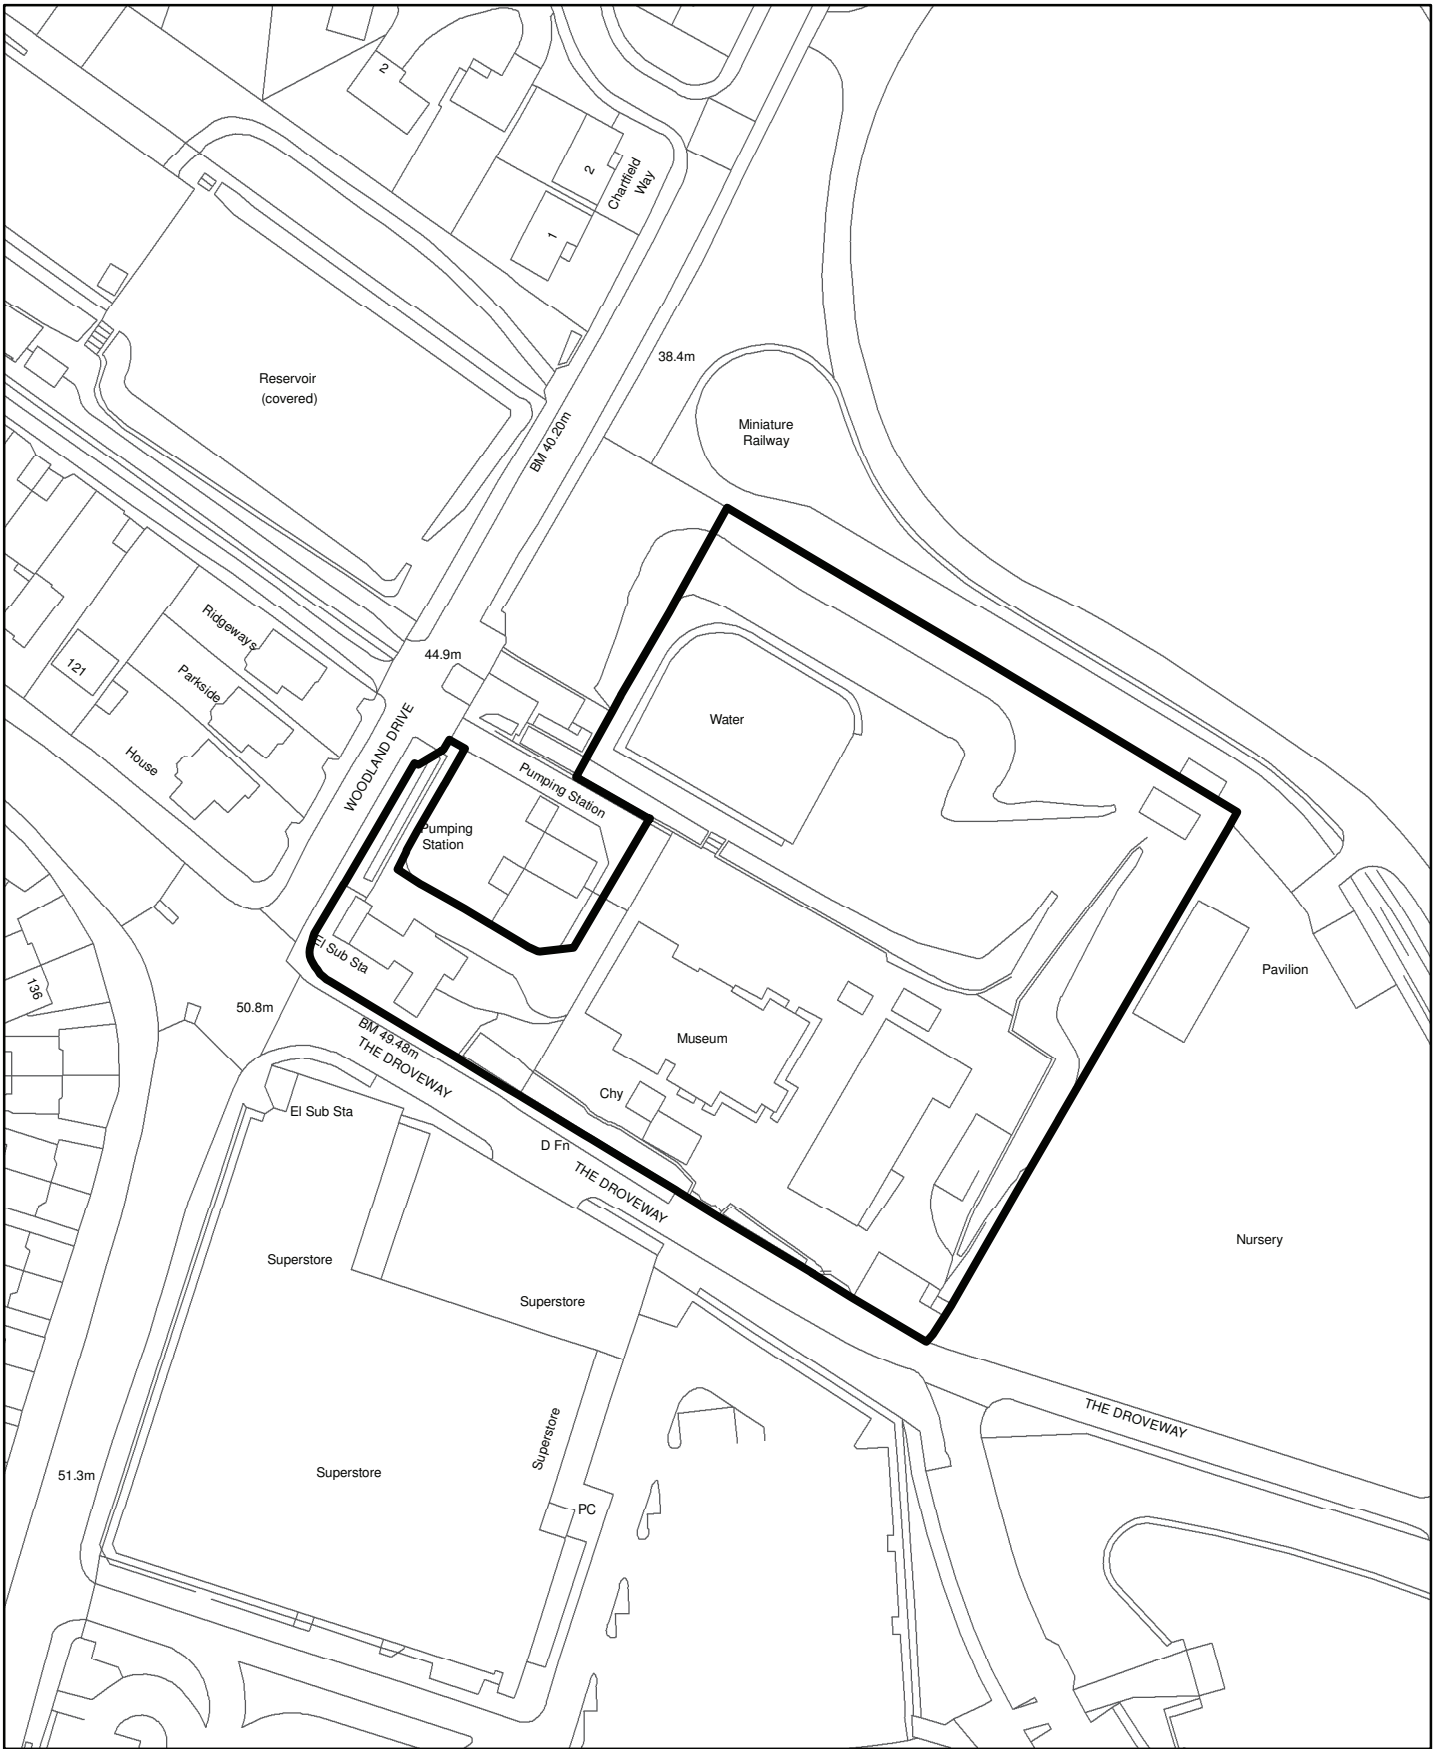 2
2
Chartfield
Way
1
38.4m
Reservoir
(covered)
Miniature
Railway
BM 40.20m
Ridgeways
44.9m
121
Parkside
WOODLAND DRIVE
Water
House
Pumping Station
Pumping
Station
El Sub Sta
Pavilion
136
50.8m
BM 49.48m
THE DROVEWAY
Museum
Chy
El Sub Sta
D Fn
THE DROVEWAY
Nursery
Superstore
Superstore
THE DROVEWAY
Superstore
Superstore
51.3m
PC